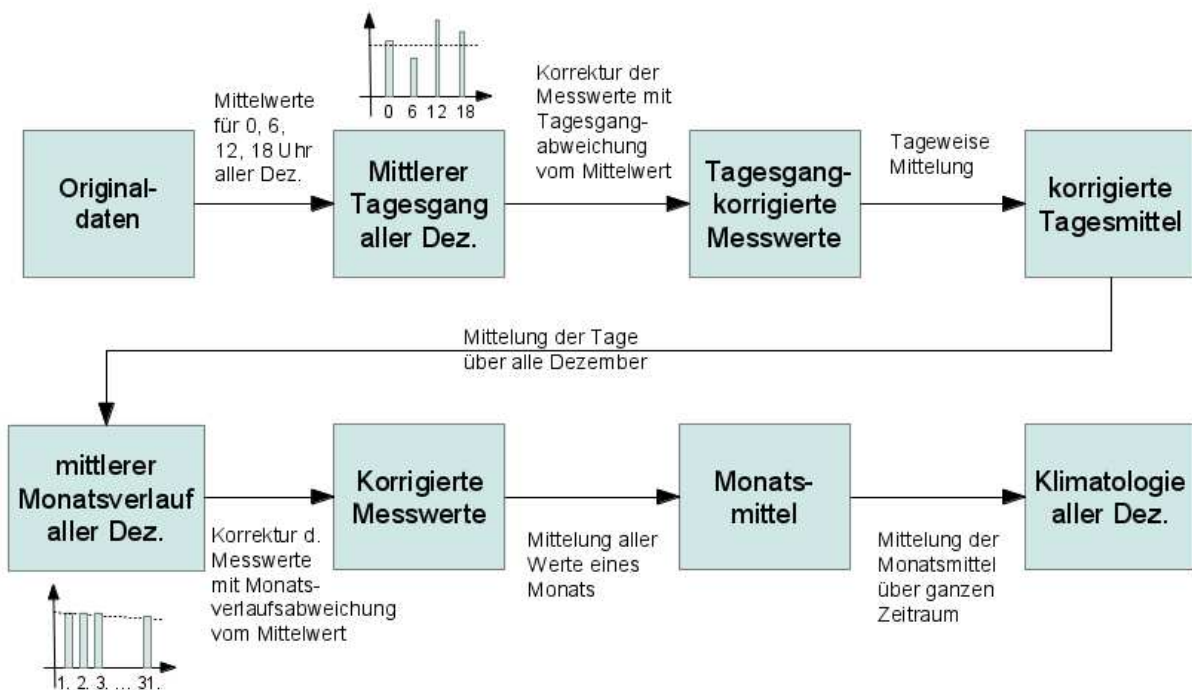 Original-
daten
Mittelwerte
für 0, 6,
12, 18 Uhr
aller Dez.
0 6 12 18
Mittlerer
Tagesgang
aller Dez.
Korrektur der
Messwerte mit
Tagesgang-
abweichung
vom Mittelwert
Tagesgang-
korrigierte
Messwerte
Tageweise
Mittelung
korrigierte
Tagesmittel
Mittelung der Tage
über alle Dezember
mittlerer
Monatsverlauf
aller Dez.
1. 2. 3. ... 31.
Korrektur d.
Messwerte
mit Monats-
verlaufsabweichung
vom Mittelwert
Korrigierte
Messwerte
Mittelung aller
Werte eines
Monats
Monats-
mittel
Mittelung der
Monatsmittel
über ganzen
Zeitraum
Klimatologie
aller Dez.